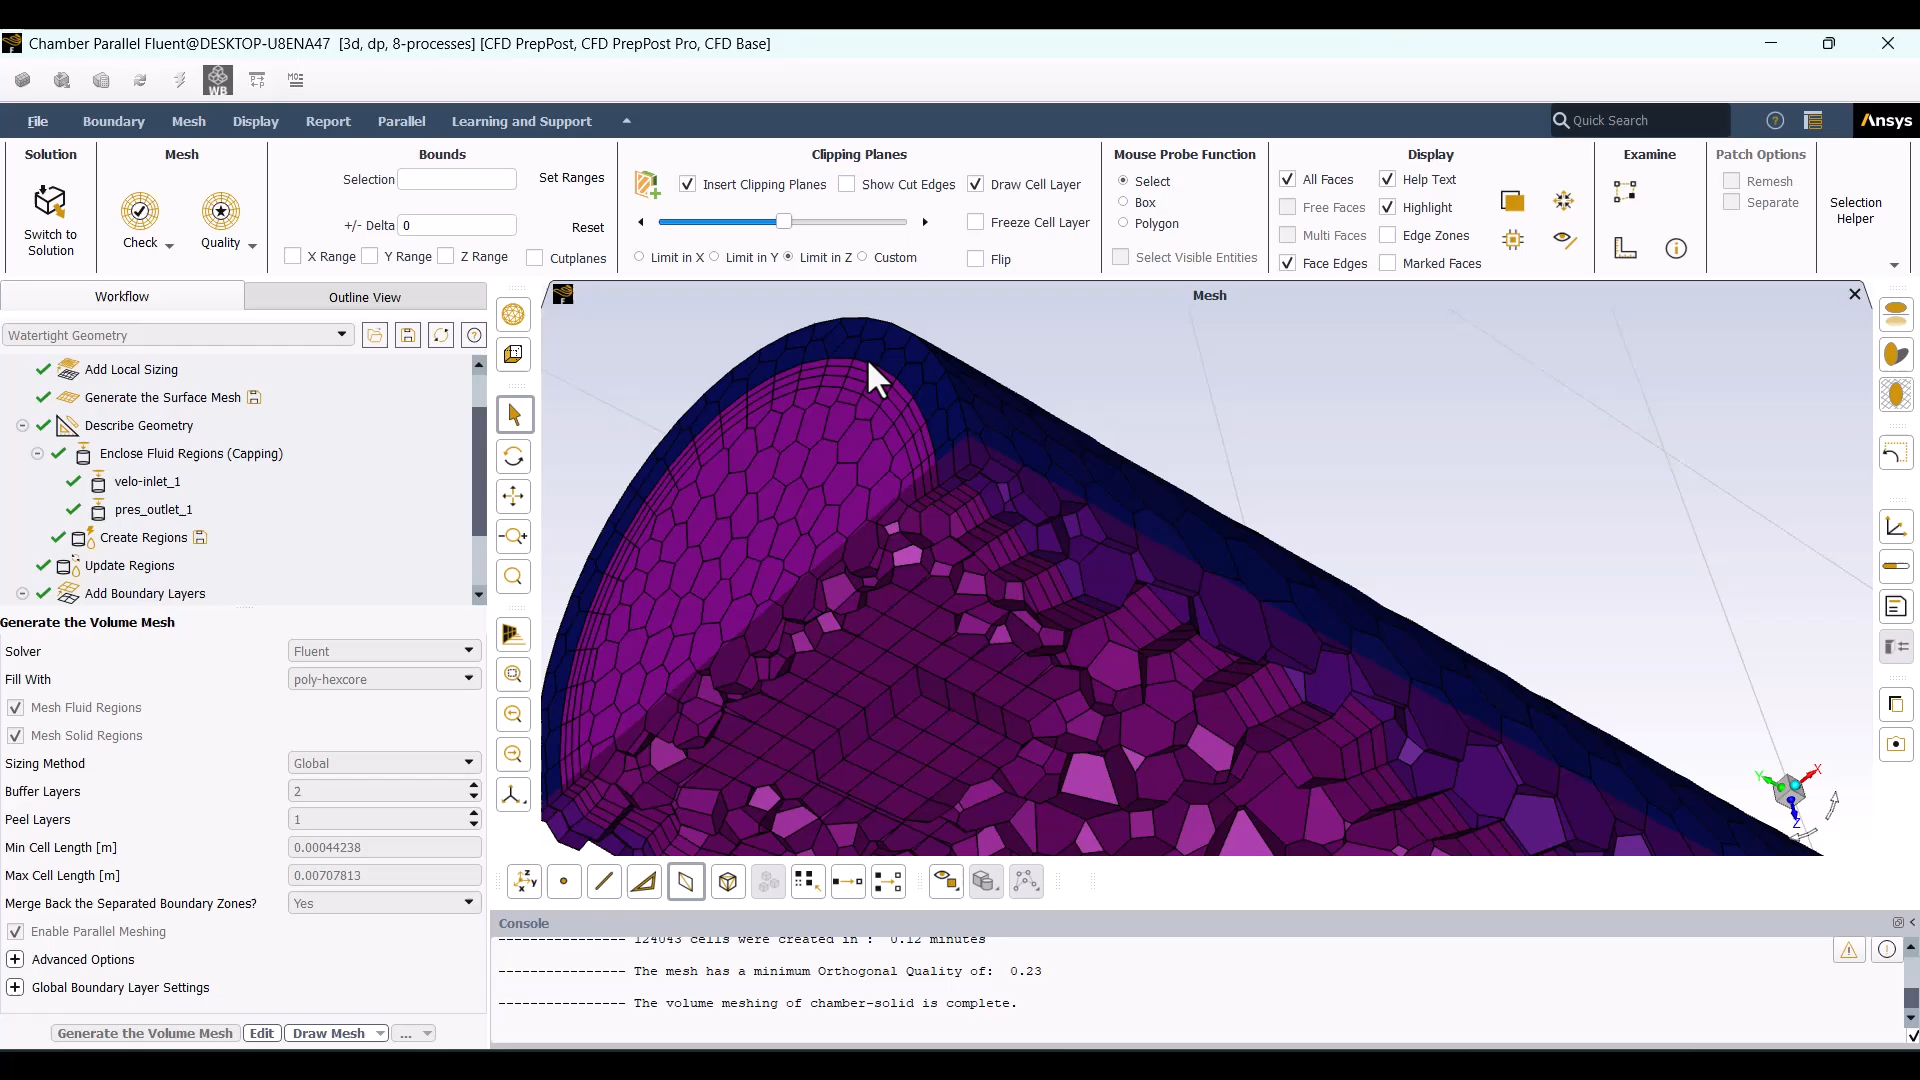 Chamber Parallel Fluent@DESKTOP-U8ENA47 [3d, dp, 8-processes] [CFD PrepPost, CFD PrepPost Pro, CFD Base]
WB
File Boundary Mesh Display Report Parallel Learning and Support Quick Search Ansys
Solution Mesh Bounds Clipping Planes Mouse Probe Function Display Examine Patch Options
Switch to Solution
Check
Quality
Selection Set Ranges
+/- Delta 0 Reset
X Range Y Range Z Range Cutplanes
Insert Clipping Planes Show Cut Edges Draw Cell Layer
Freeze Cell Layer
Limit in X Limit in Y Limit in Z Custom Flip
Select
Box
Polygon
Select Visible Entities
All Faces Help Text
Free Faces Highlight
Multi Faces Edge Zones
Face Edges Marked Faces
Remesh
Separate
Selection Helper
Workflow Outline View
Watertight Geometry
Add Local Sizing
Generate the Surface Mesh
Describe Geometry
Enclose Fluid Regions (Capping)
velo-inlet_1
pres_outlet_1
Create Regions
Update Regions
Add Boundary Layers
Generate the Volume Mesh
Solver Fluent
Fill With poly-hexcore
Mesh Fluid Regions
Mesh Solid Regions
Sizing Method Global
Buffer Layers 2
Peel Layers 1
Min Cell Length [m] 0.00044238
Max Cell Length [m] 0.00707813
Merge Back the Separated Boundary Zones? Yes
Enable Parallel Meshing
Advanced Options
Global Boundary Layer Settings
Generate the Volume Mesh Edit Draw Mesh ...
Mesh
Y X
Z
Console
---------------- 124043 cells were created in : 0.12 minutes
---------------- The mesh has a minimum Orthogonal Quality of: 0.23
---------------- The volume meshing of chamber-solid is complete.